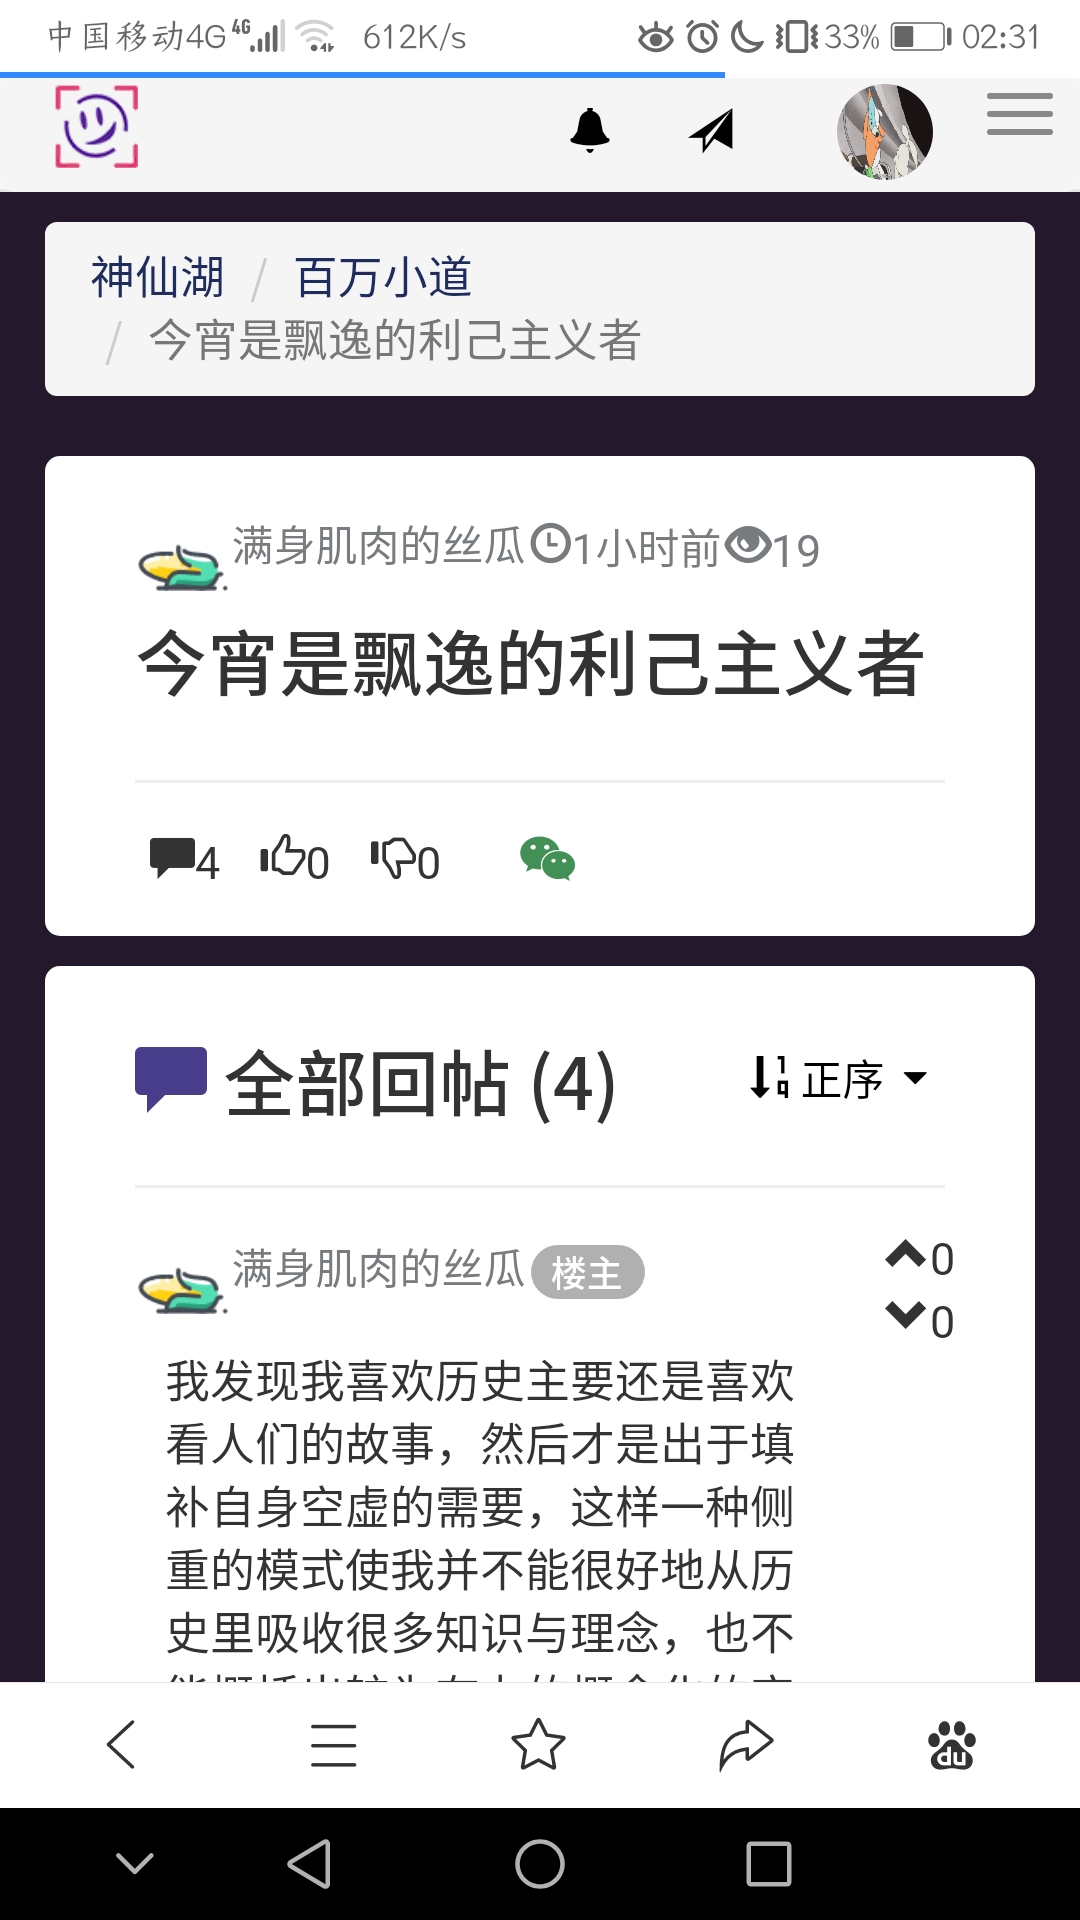 中国移动4G 4G 612K/s 33% 02:31
神仙湖 / 百万小道
/ 今宵是飘逸的利己主义者
满身肌肉的丝瓜 1小时前 19
今宵是飘逸的利己主义者
4 0 0
全部回帖 (4) 正序
满身肌肉的丝瓜 楼主 0
0
我发现我喜欢历史主要还是喜欢
看人们的故事，然后才是出于填
补自身空虚的需要，这样一种侧
重的模式使我并不能很好地从历
史里吸收很多知识与理念，也不
du